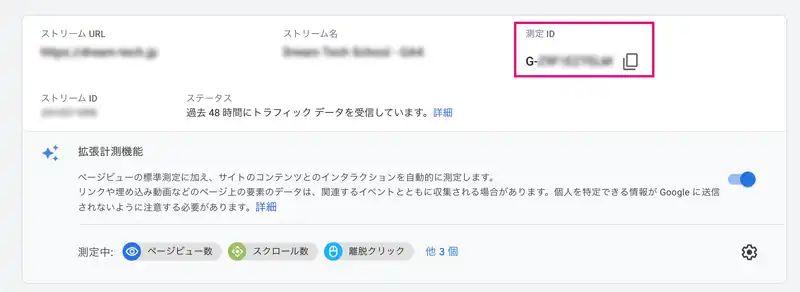 ストリーム URL
ストリーム名
測定 ID
G-
ストリーム ID
ステータス
過去 48 時間にトラフィック データを受信しています。詳細
拡張計測機能
ページビューの標準測定に加え、サイトのコンテンツとのインタラクションを自動的に測定します。
リンクや埋め込み動画などのページ上の要素のデータは、関連するイベントとともに収集される場合があります。個人を特定できる情報が Google に送信
されないように注意する必要があります。詳細
測定中: ページビュー数 スクロール数 離脱クリック 他 3 個